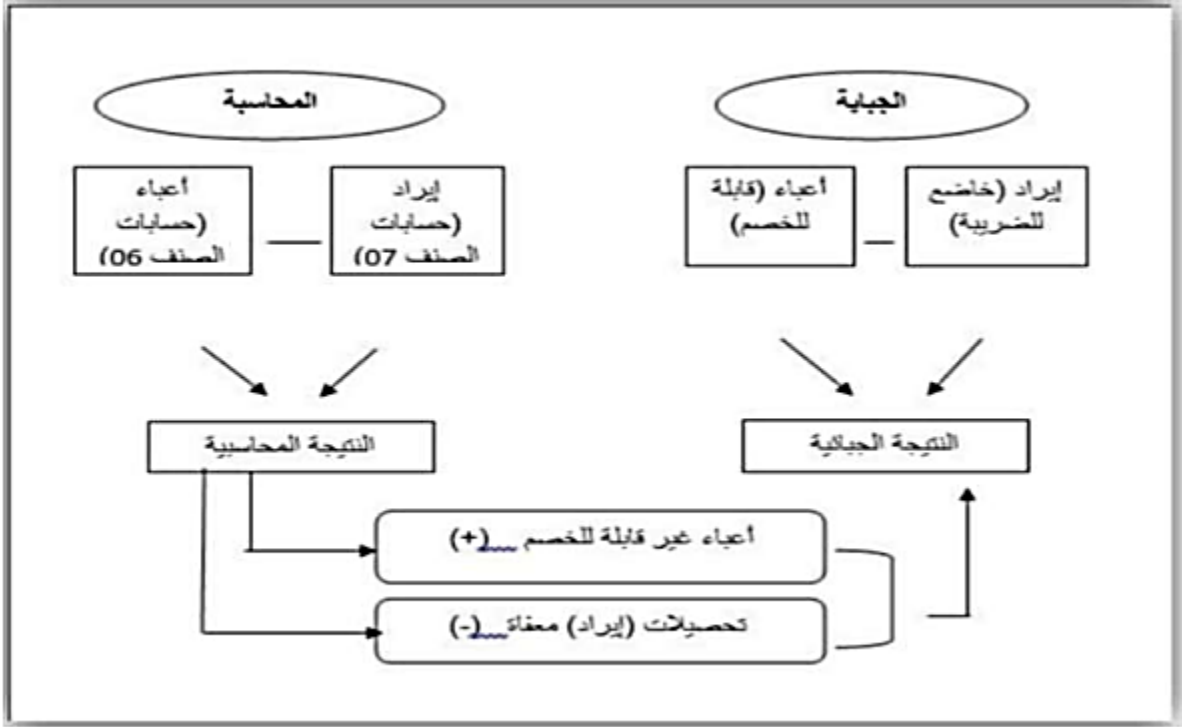 المحاسبة
الجباية
أعباء
(حسابات
الصنف 06)
إيراد
(حسابات
الصنف 07)
أعباء (قابلة
للخصم)
إيراد (خاضع
للضريبة)
النتيجة المحاسبية
النتيجة الجبائية
أعباء غير قابلة للخصم (+)
تحصيلات (إيراد) معفاة (-)